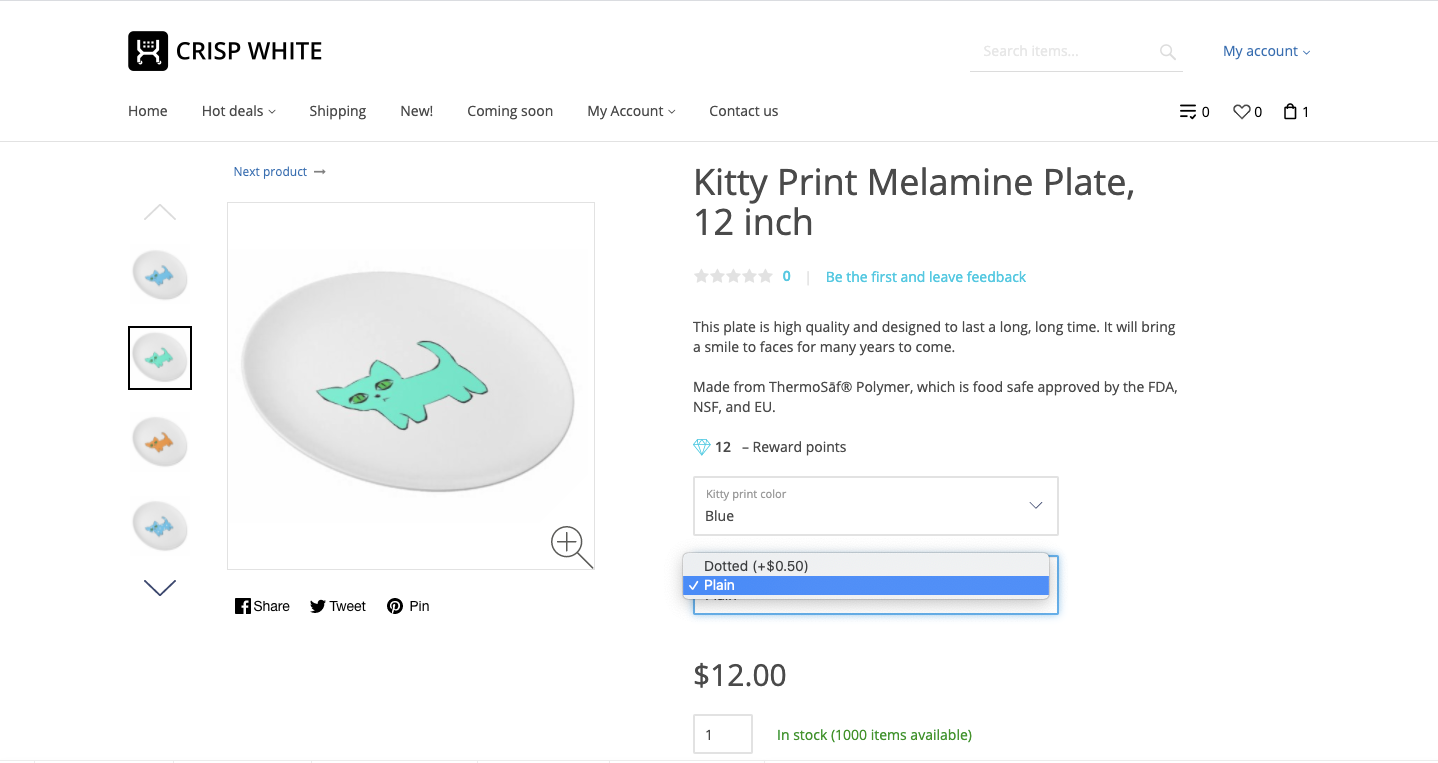 CRISP WHITE
Search items...
My account
Home Hot deals Shipping New! Coming soon My Account Contact us
0 0 1
Next product
Kitty Print Melamine Plate,
12 inch
0 | Be the first and leave feedback
This plate is high quality and designed to last a long, long time. It will bring
a smile to faces for many years to come.
Made from ThermoSāf® Polymer, which is food safe approved by the FDA,
NSF, and EU.
12 – Reward points
Kitty print color
Blue
Dotted (+$0.50)
✓ Plain
Share Tweet Pin
$12.00
1 In stock (1000 items available)